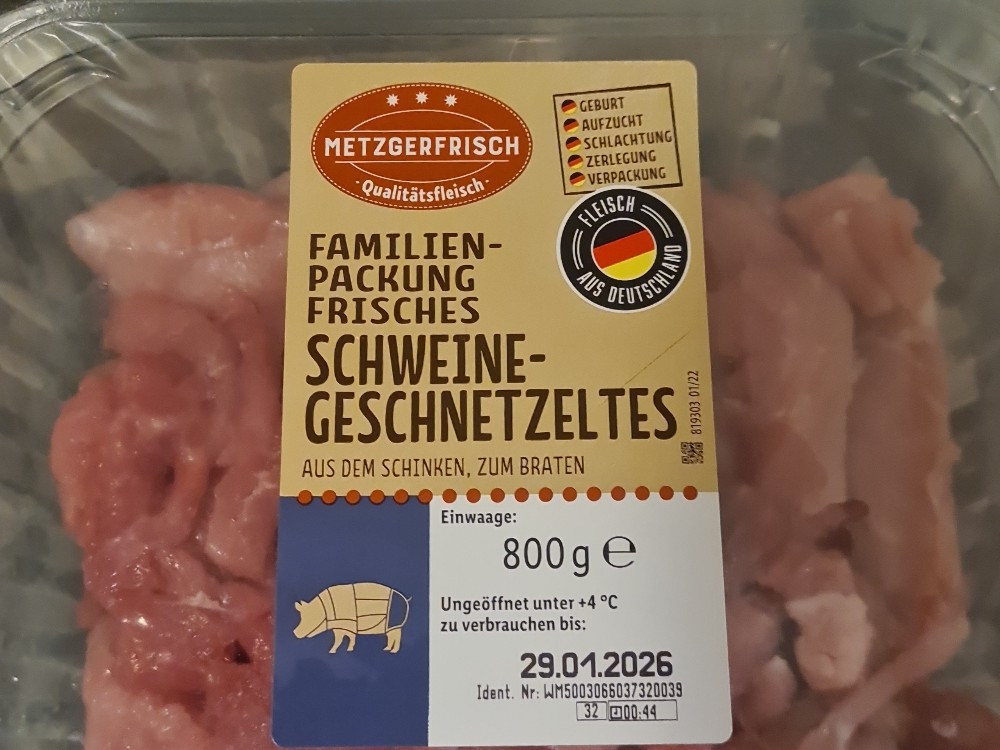 METZGERFRISCH
· Qualitätsfleisch ·
GEBURT
AUFZUCHT
SCHLACHTUNG
ZERLEGUNG
VERPACKUNG
FLEISCH
AUS DEUTSCHLAND
FAMILIEN-
PACKUNG
FRISCHES
SCHWEINE-
GESCHNETZELTES
AUS DEM SCHINKEN, ZUM BRATEN
819303 01/22
Einwaage:
800 g ℮
Ungeöffnet unter +4 °C
zu verbrauchen bis:
29.01.2026
Ident. Nr: WM5003066037320039
32 00:44